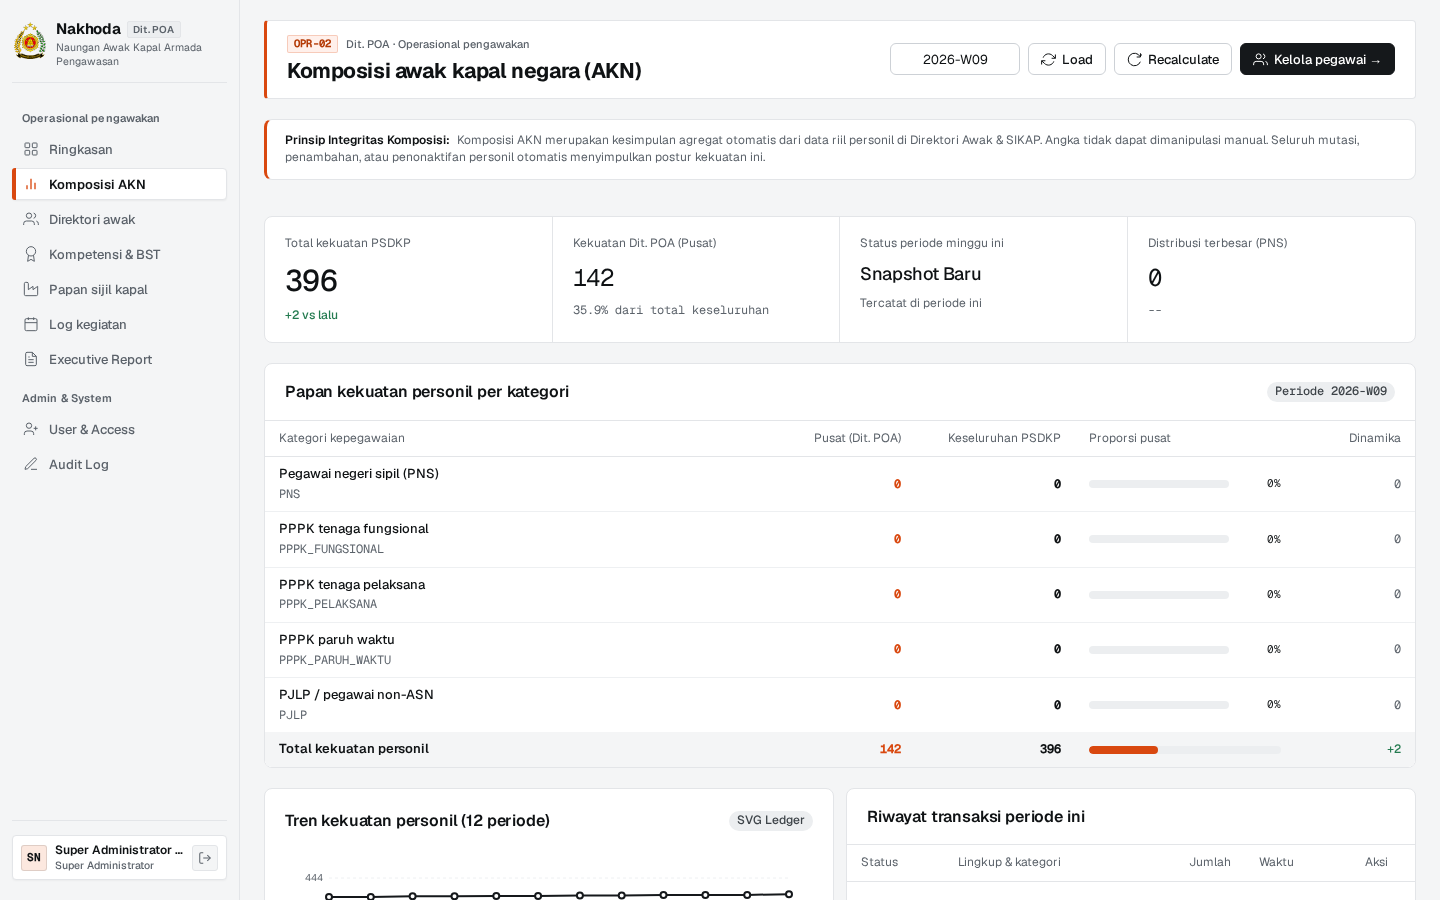 Nakhoda Dit. POA
Naungan Awak Kapal Armada
Pengawasan
Operasional pengawakan
Ringkasan
Komposisi AKN
Direktori awak
Kompetensi & BST
Papan sijil kapal
Log kegiatan
Executive Report
Admin & System
User & Access
Audit Log
SN
Super Administrator ...
Super Administrator
OPR-02 Dit. POA · Operasional pengawakan
Komposisi awak kapal negara (AKN)
2026-W09
Load
Recalculate
Kelola pegawai →
Prinsip Integritas Komposisi: Komposisi AKN merupakan kesimpulan agregat otomatis dari data riil personil di Direktori Awak & SIKAP. Angka tidak dapat dimanipulasi manual. Seluruh mutasi,
penambahan, atau penonaktifan personil otomatis menyimpulkan postur kekuatan ini.
Total kekuatan PSDKP
396
+2 vs lalu
Kekuatan Dit. POA (Pusat)
142
35.9% dari total keseluruhan
Status periode minggu ini
Snapshot Baru
Tercatat di periode ini
Distribusi terbesar (PNS)
0
--
Papan kekuatan personil per kategori
Periode 2026-W09
Kategori kepegawaian Pusat (Dit. POA) Keseluruhan PSDKP Proporsi pusat Dinamika
Pegawai negeri sipil (PNS)
PNS
0 0 0% 0
PPPK tenaga fungsional
PPPK_FUNGSIONAL
0 0 0% 0
PPPK tenaga pelaksana
PPPK_PELAKSANA
0 0 0% 0
PPPK paruh waktu
PPPK_PARUH_WAKTU
0 0 0% 0
PJLP / pegawai non-ASN
PJLP
0 0 0% 0
Total kekuatan personil 142 396 +2
Tren kekuatan personil (12 periode)
SVG Ledger
444
Riwayat transaksi periode ini
Status Lingkup & kategori Jumlah Waktu Aksi